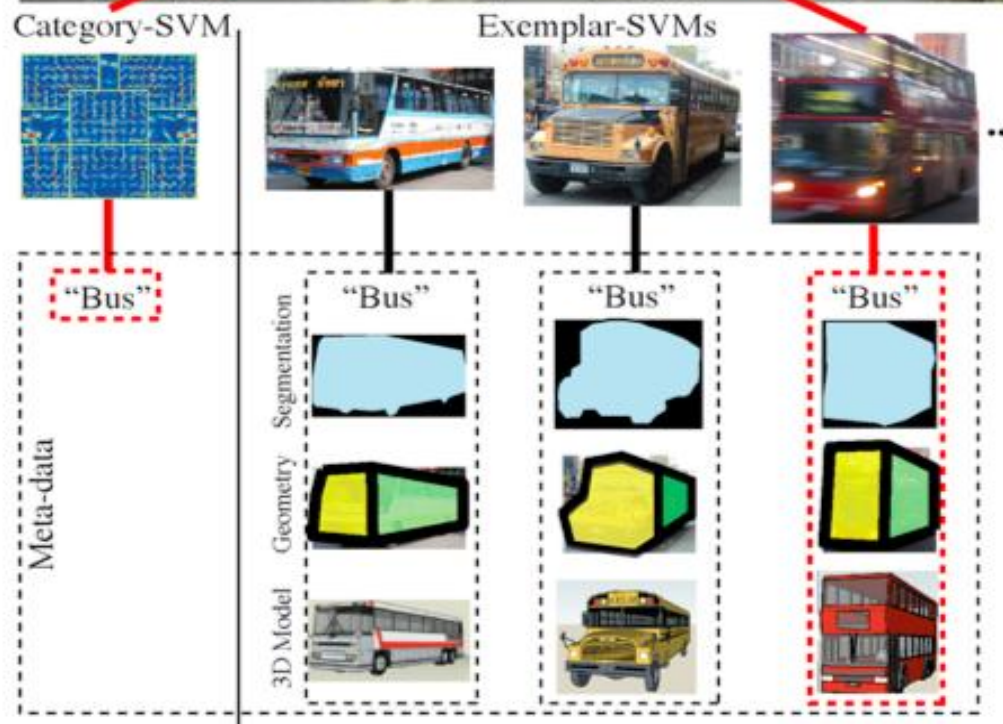 Category-SVM
Exemplar-SVMs
...
“Bus”
“Bus”
“Bus”
“Bus”
Meta-data
Segmentation
Geometry
3D Model